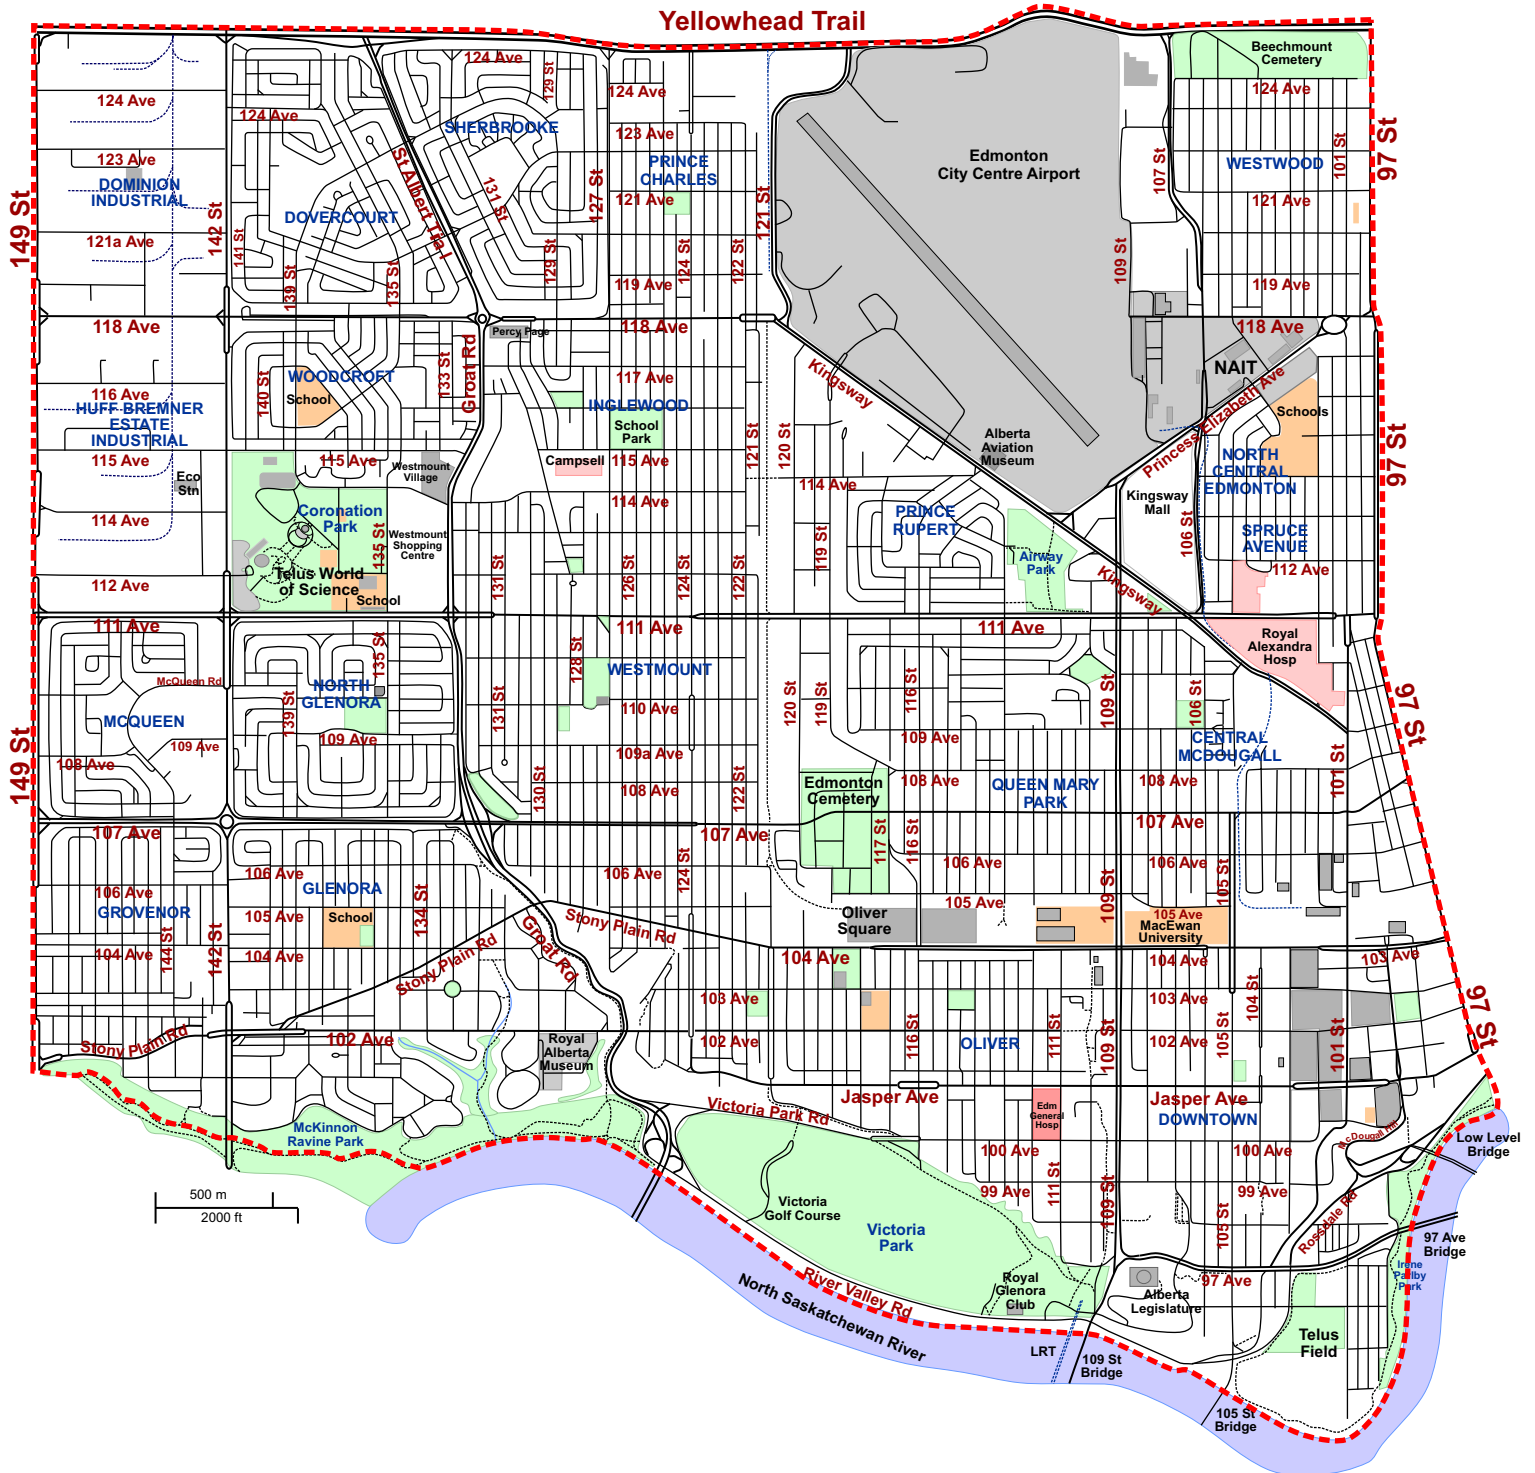 Yellowhead Trail
124 Ave
129 St
124 Ave
Beechmount
Cemetery
124 Ave
124 Ave
124 Ave
SHERBROOKE
123 Ave
97 St
107 St
101 St
123 Ave
DOMINION
INDUSTRIAL
St Albert Tra l
131 St
127 St
PRINCE
CHARLES
Edmonton
City Centre Airport
WESTWOOD
121 Ave
121 Ave
149 St
142 St
141 St
DOVERCOURT
121 St
121a Ave
139 St
135 St
129 St
124 St
122 St
109 St
119 Ave
119 Ave
118 Ave
Percy Page
118 Ave
118 Ave
Groat Rd
133 St
Kingsway
NAIT
WOODCROFT
140 St
School
117 Ave
Princess Elizabeth Ave
116 Ave
HUFF BREMNER
ESTATE
INDUSTRIAL
INGLEWOOD
School
Park
Schools
97 St
121 St
120 St
Alberta
Aviation
Museum
115 Ave
115 Ave
Westmount
Village
Campsell
115 Ave
NORTH
CENTRAL
EDMONTON
Eco
Stn
114 Ave
114 Ave
Kingsway
Mall
114 Ave
Coronation
Park
PRINCE
RUPERT
106 St
SPRUCE
AVENUE
135 St
Westmount
Shopping
Centre
119 St
Airway
Park
112 Ave
Telus World
of Science
School
131 St
126 St
124 St
122 St
Kingsway
112 Ave
111 Ave
111 Ave
111 Ave
Royal
Alexandra
Hosp
135 St
128 St
WESTMOUNT
McQueen Rd
NORTH
GLENORA
139 St
131 St
116 St
109 St
106 St
97 St
MCQUEEN
110 Ave
120 St
119 St
109 Ave
109 Ave
109 Ave
CENTRAL
MCDOUGALL
149 St
108 Ave
109a Ave
101 St
130 St
108 Ave
122 St
Edmonton
Cemetery
108 Ave
QUEEN MARY
PARK
108 Ave
107 Ave
107 Ave
107 Ave
117 St
116 St
106 Ave
106 Ave
106 Ave
106 Ave
106 Ave
GLENORA
124 St
105 St
109 St
GROVENOR
105 Ave
School
134 St
105 Ave
Stony Plain Rd
Oliver
Square
105 Ave
MacEwan
University
104 Ave
144 St
142 St
104 Ave
Stony Plain Rd
Groat Rd
104 Ave
104 Ave
103 Ave
103 Ave
103 Ave
104 St
97 St
Stony Plain Rd
102 Ave
Royal
Alberta
Museum
102 Ave
116 St
OLIVER
111 St
109 St
102 Ave
105 St
101 St
Jasper Ave
Jasper Ave
Victoria Park Rd
Edm
General
Hosp
DOWNTOWN
McKinnon
Ravine Park
McDougall Hill
Low Level
Bridge
100 Ave
100 Ave
500 m
2000 ft
99 Ave
111 St
109 St
99 Ave
Victoria
Golf Course
Victoria
Park
105 St
Rossdale Rd
97 Ave
Bridge
97 Ave
Irene
Parlby
Park
River Valley Rd
North Saskatchewan River
Royal
Glenora
Club
Alberta
Legislature
Telus
Field
LRT
109 St
Bridge
105 St
Bridge